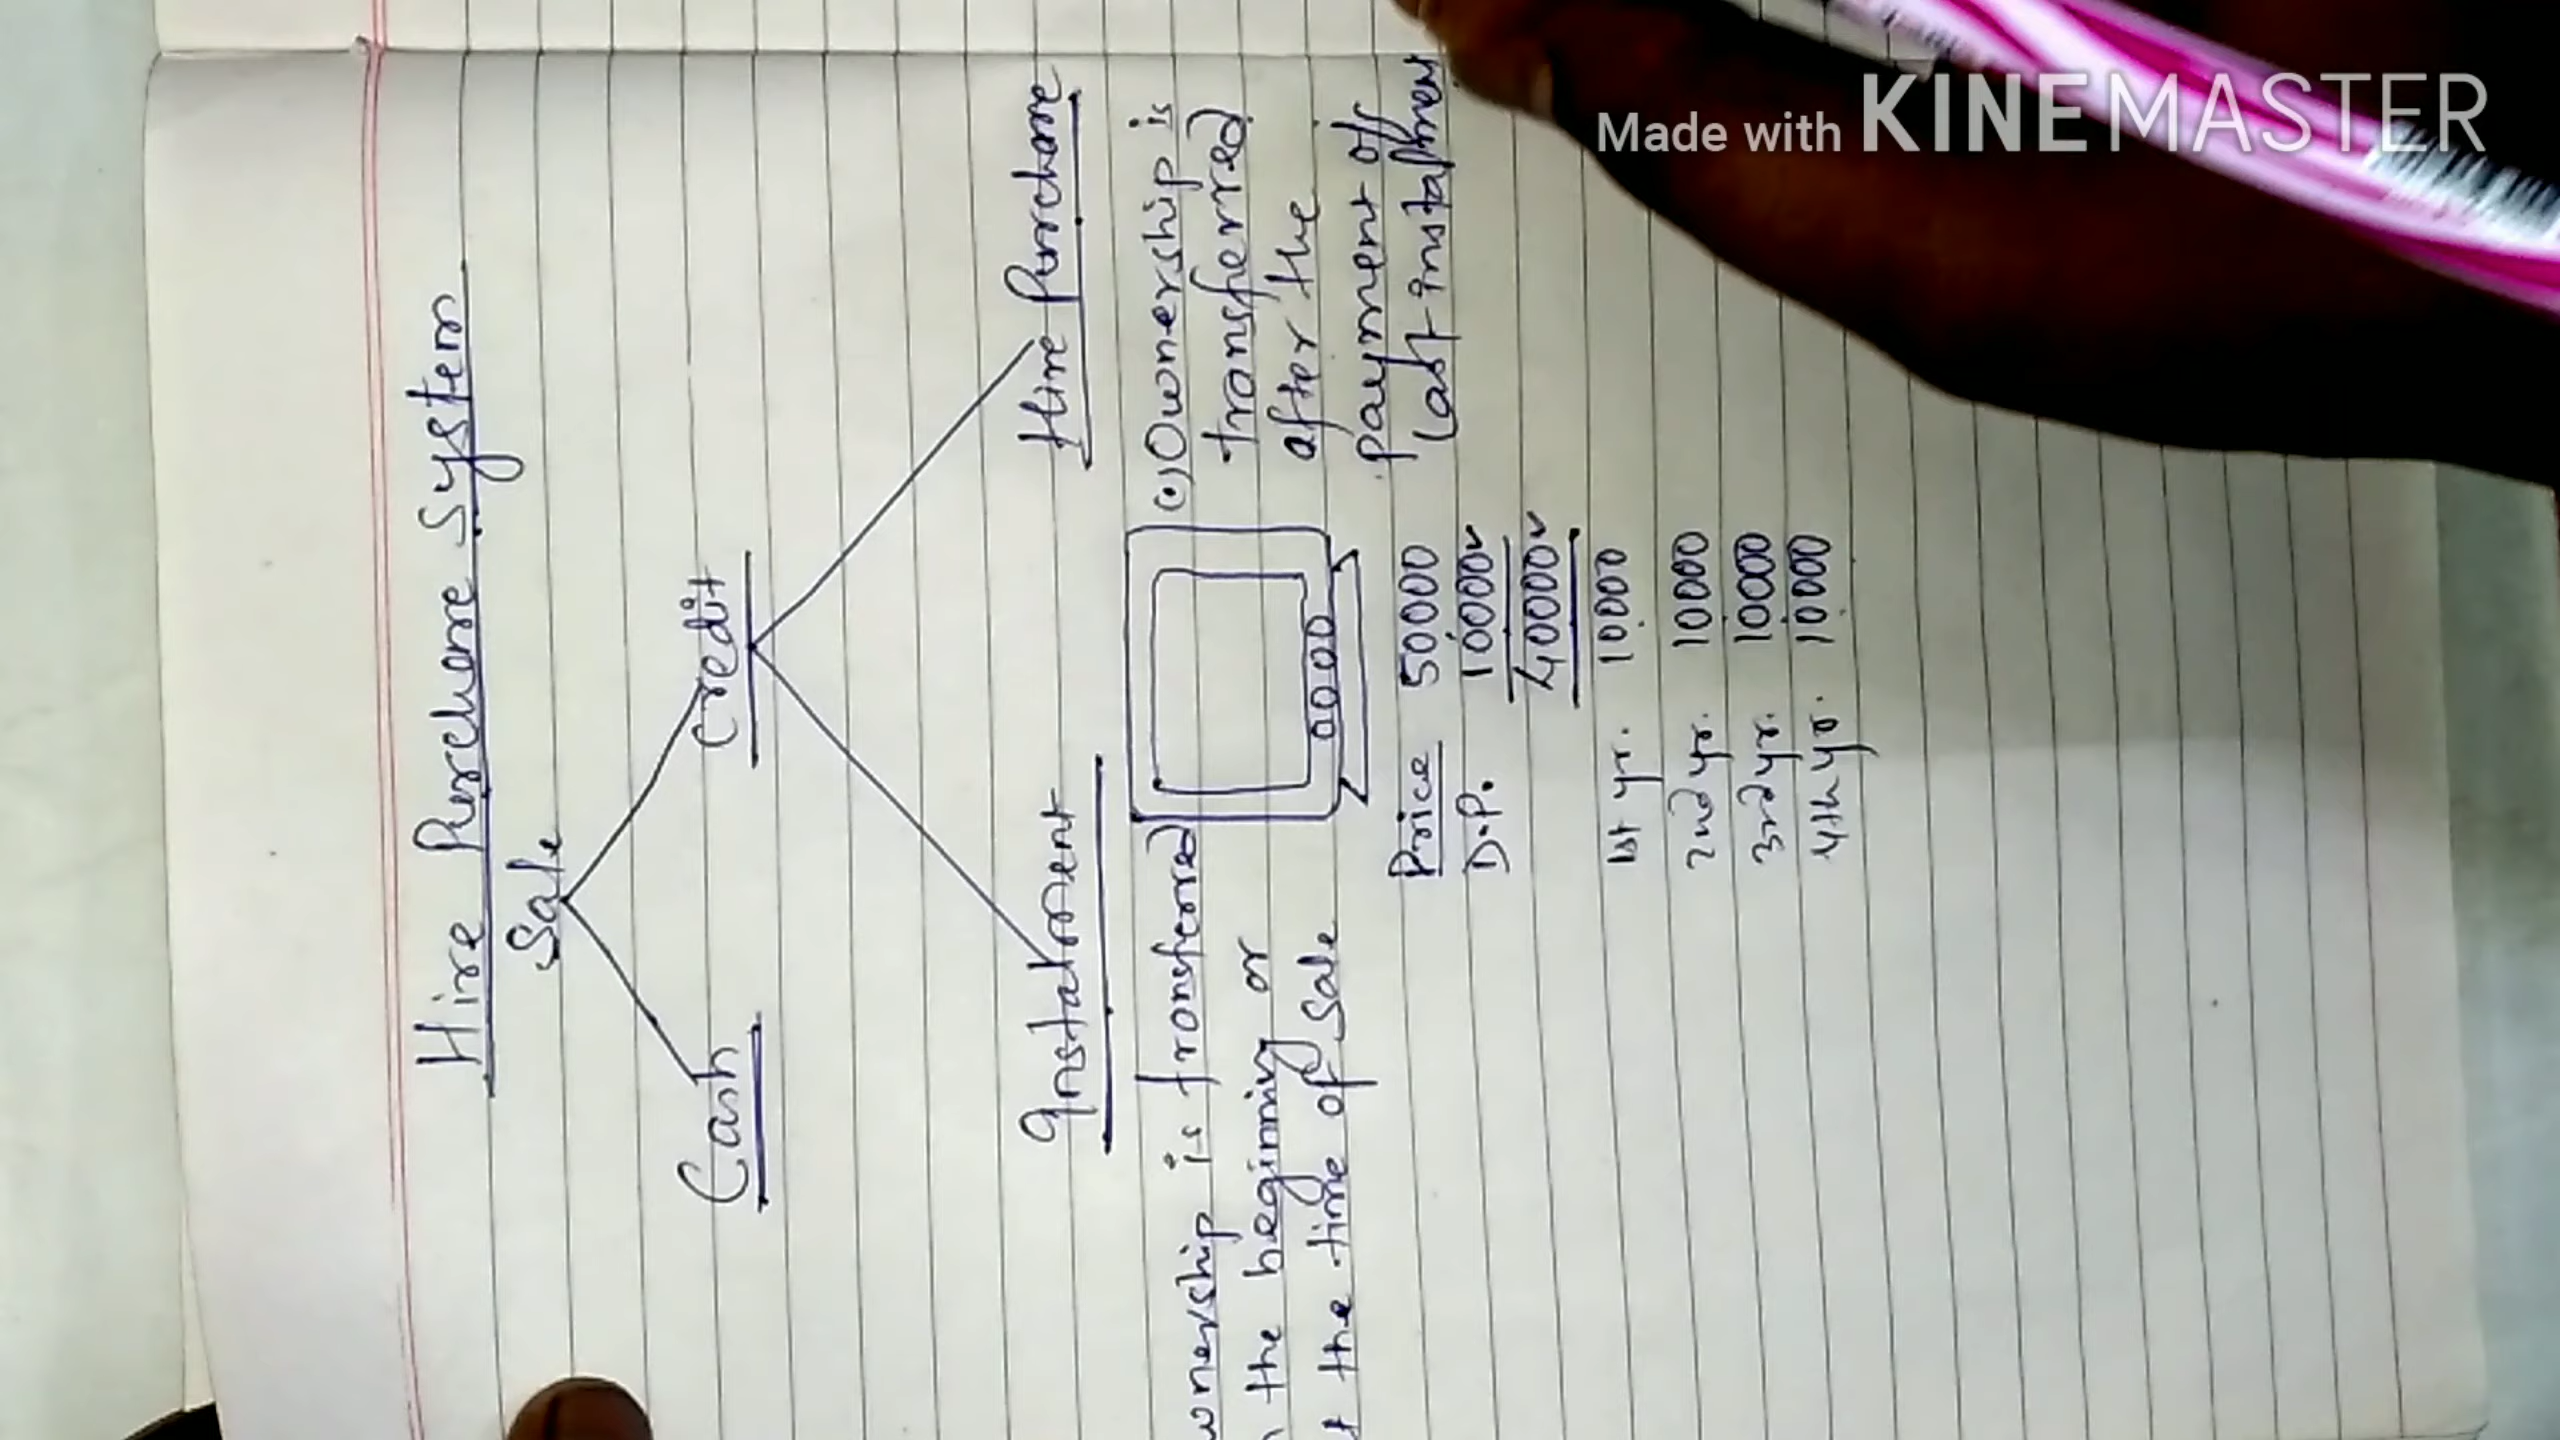 Hire Purchase System
Sale
Cash
Credit
Instalment
Hire Purchase
wnership is transferred
the beginning or
the time of sale
(•) Ownership is
transferred
after the
payment of
Last instalment
0000
Price 50000
D.P. 10000
40000
1st yr. 10000
2nd yr. 10000
3rd yr. 10000
4th yr. 10000
Made with KINEMASTER